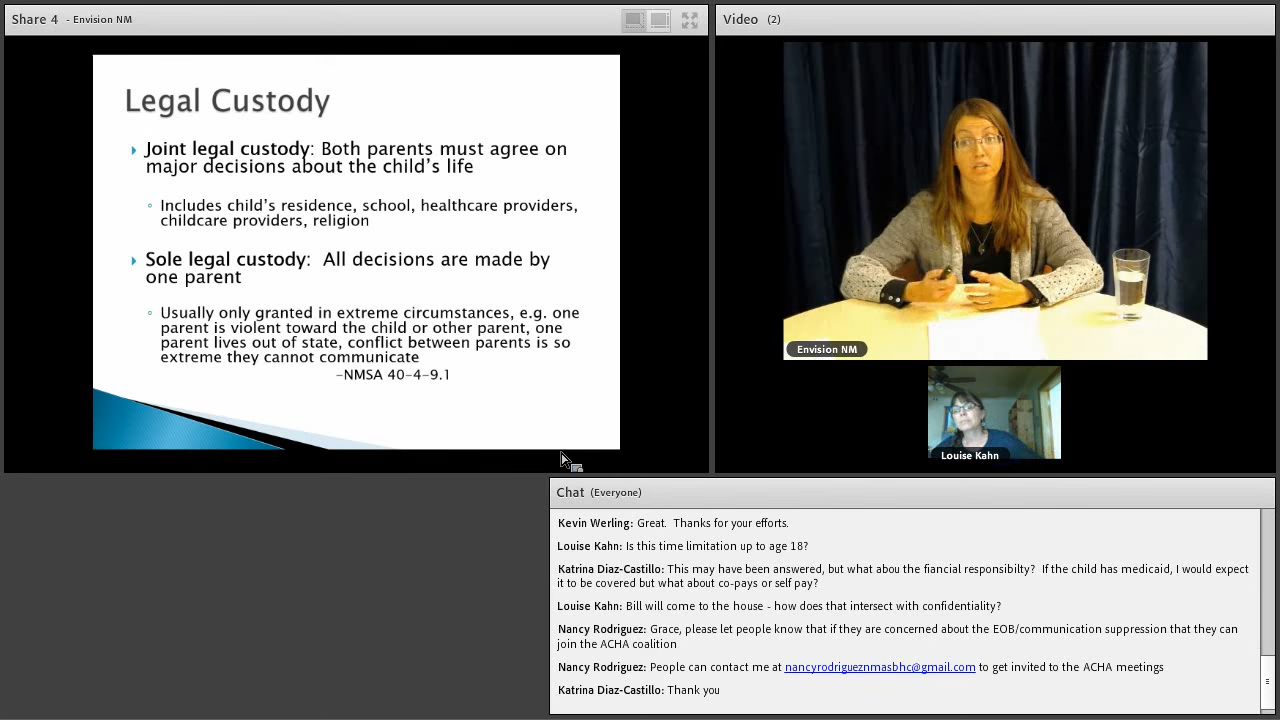 Share 4 - Envision NM
Legal Custody
Joint legal custody: Both parents must agree on
major decisions about the child's life
Includes child's residence, school, healthcare providers,
childcare providers, religion
Sole legal custody:  All decisions are made by
one parent
Usually only granted in extreme circumstances, e.g. one
parent is violent toward the child or other parent, one
parent lives out of state, conflict between parents is so
extreme they cannot communicate
-NMSA 40-4-9.1
Video (2)
Envision NM
Louise Kahn
Chat (Everyone)
Kevin Werling: Great.  Thanks for your efforts.
Louise Kahn: Is this time limitation up to age 18?
Katrina Diaz-Castillo: This may have been answered, but what abou the fiancial responsibilty?  If the child has medicaid, I would expect
it to be covered but what about co-pays or self pay?
Louise Kahn: Bill will come to the house - how does that intersect with confidentiality?
Nancy Rodriguez: Grace, please let people know that if they are concerned about the EOB/communication suppression that they can
join the ACHA coalition
Nancy Rodriguez: People can contact me at nancyrodrigueznmasbhc@gmail.com to get invited to the ACHA meetings
Katrina Diaz-Castillo: Thank you